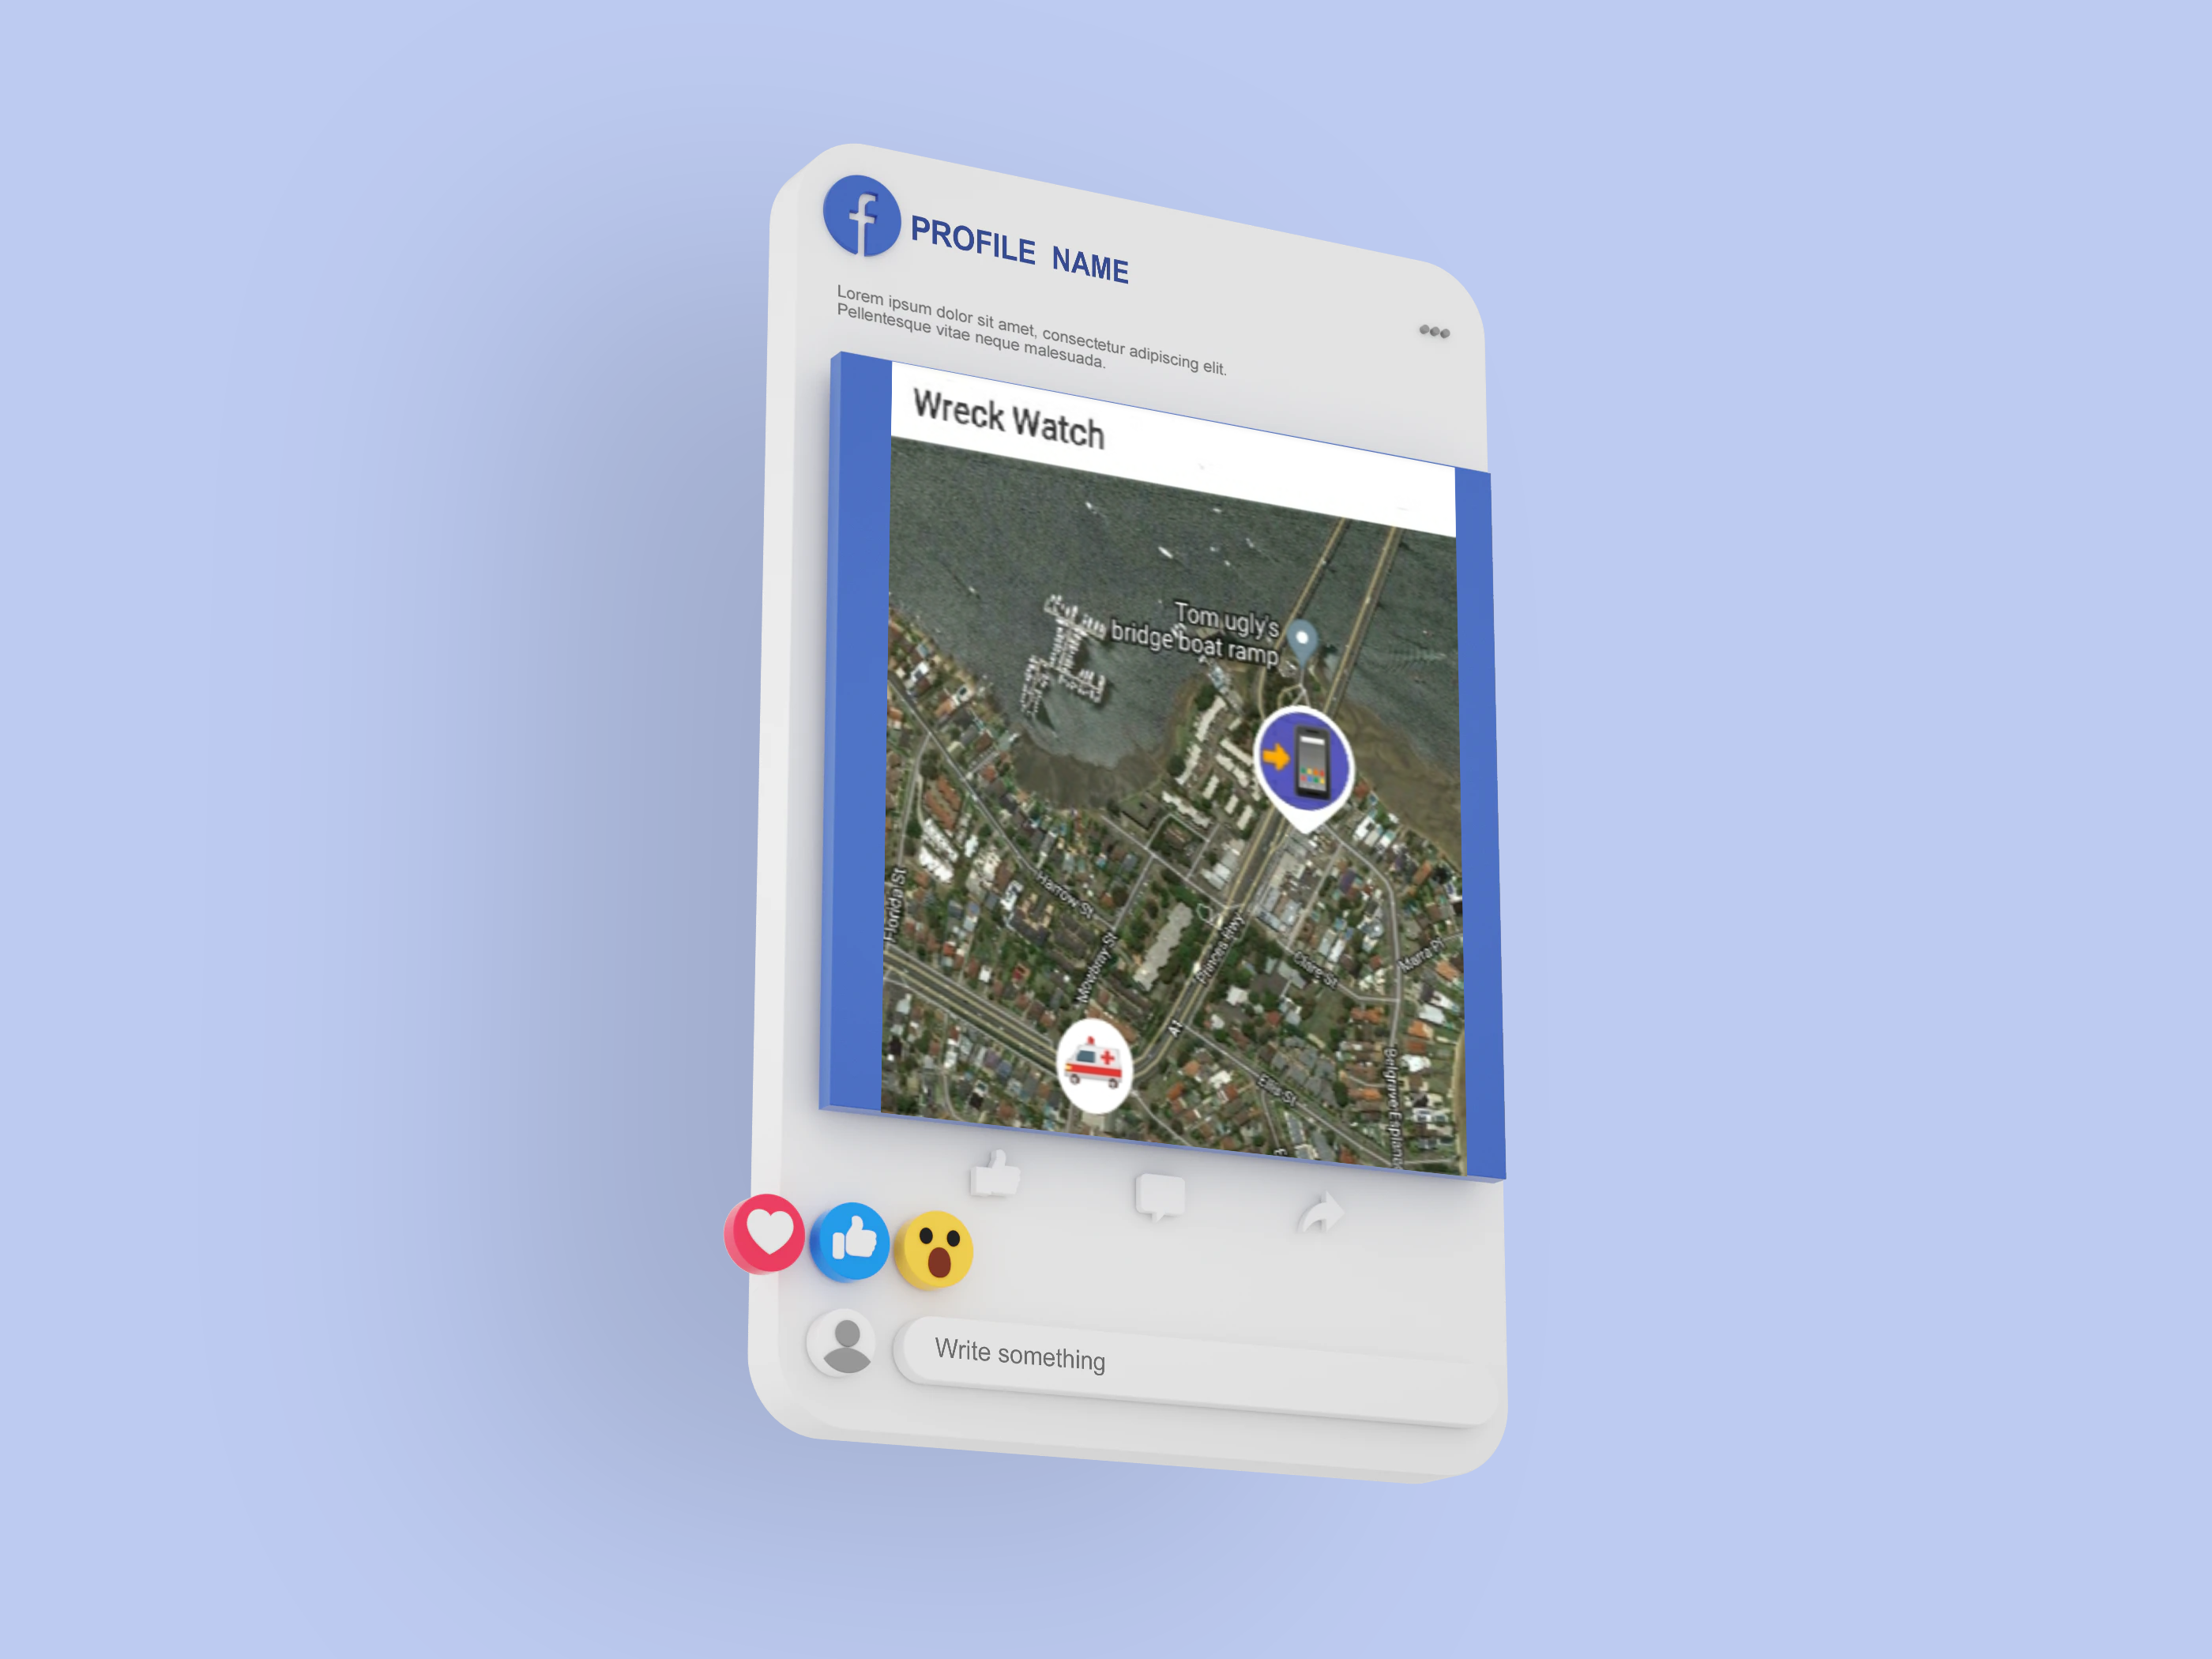 PROFILE NAME
Lorem ipsum dolor sit amet, consectetur adipiscing elit.
Pellentesque vitae neque malesuada.
Wreck Watch
Tom ugly's
bridge boat ramp
Florida St
Harrow St
Mowbray St
Princes Hwy
Clare St
Marra Pl
A1
Ellis St
Belgrave Esplan
Write something